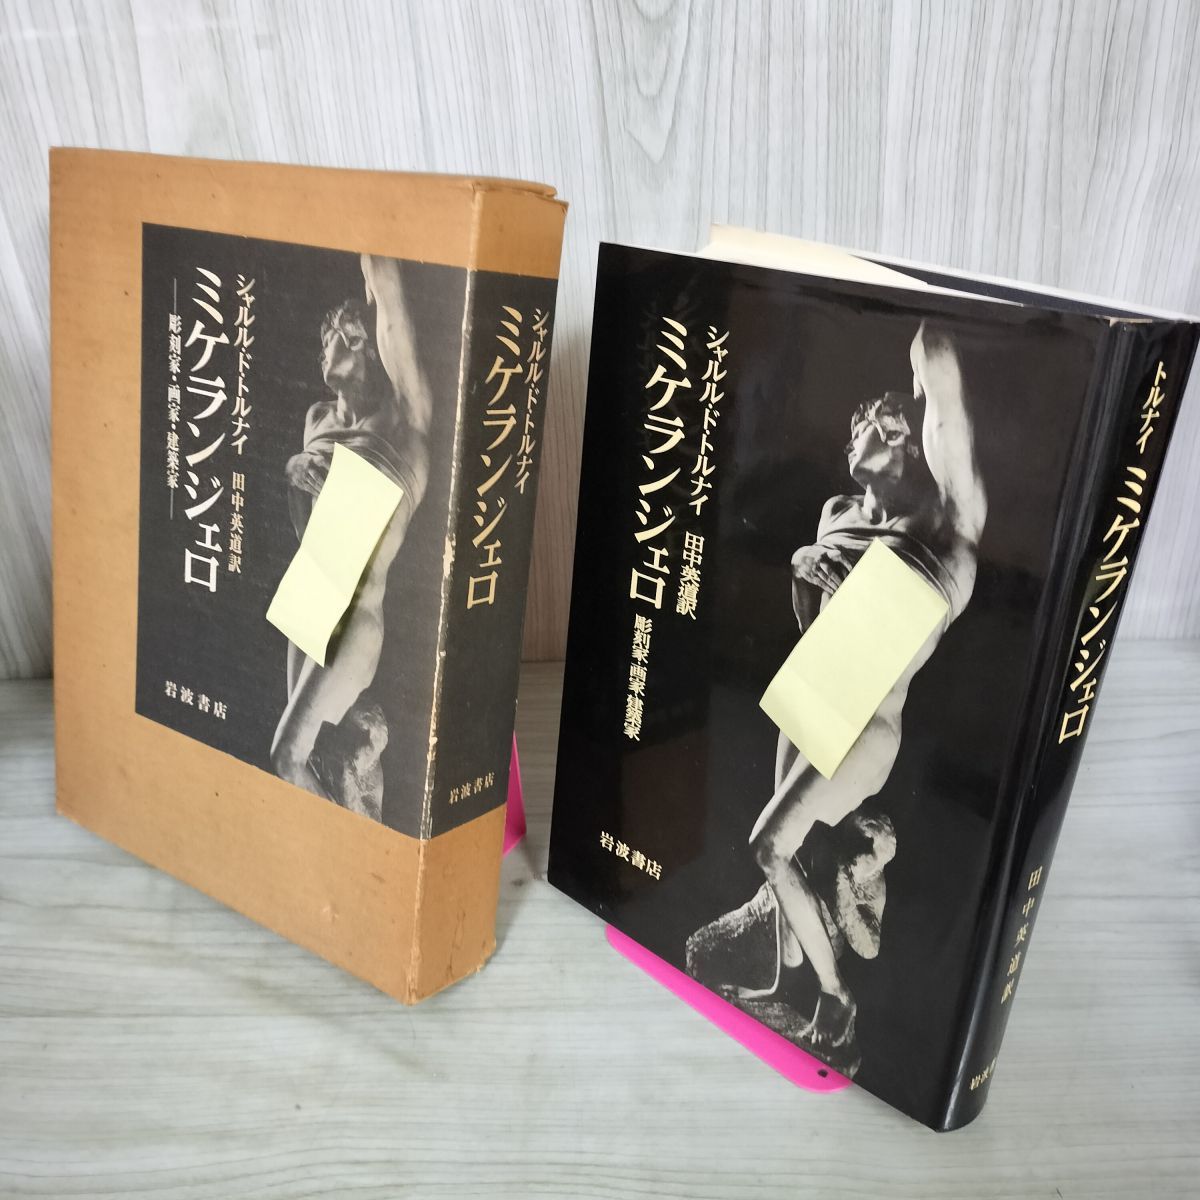 シャルル・ド・トルナイ 田中英道訳
ミケランジェロ
―彫刻家・画家・建築家―
岩波書店
シャルル・ド・トルナイ
ミケランジェロ
岩波書店
シャルル・ド・トルナイ 田中英道訳
ミケランジェロ 彫刻家・画家・建築家
岩波書店
トルナイ ミケランジェロ
田中英道訳
岩波書